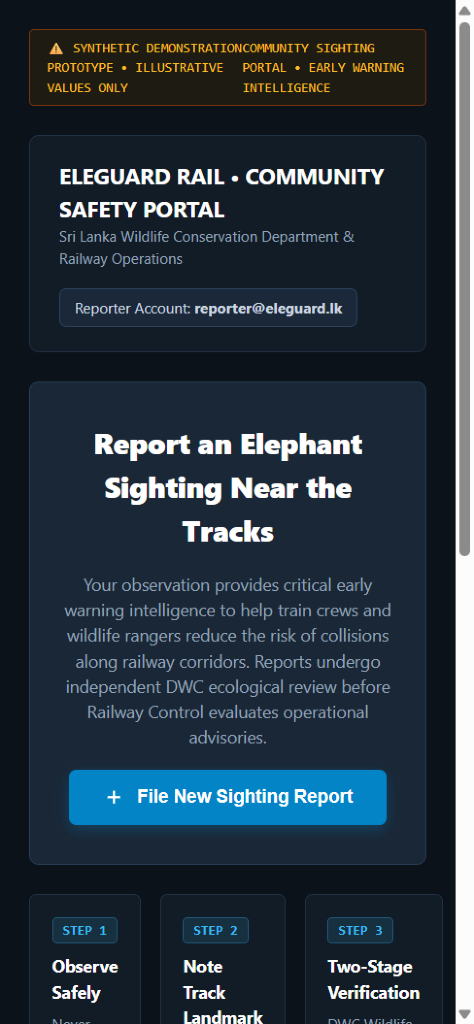 ⚠ SYNTHETIC DEMONSTRATION
PROTOTYPE • ILLUSTRATIVE
VALUES ONLY
COMMUNITY SIGHTING
PORTAL • EARLY WARNING
INTELLIGENCE
ELEGUARD RAIL • COMMUNITY
SAFETY PORTAL
Sri Lanka Wildlife Conservation Department &
Railway Operations
Reporter Account: reporter@eleguard.lk
Report an Elephant
Sighting Near the
Tracks
Your observation provides critical early
warning intelligence to help train crews and
wildlife rangers reduce the risk of collisions
along railway corridors. Reports undergo
independent DWC ecological review before
Railway Control evaluates operational
advisories.
+ File New Sighting Report
STEP 1
Observe
Safely
Never
STEP 2
Note
Track
Landmark
STEP 3
Two-Stage
Verification
DWC Wildlife